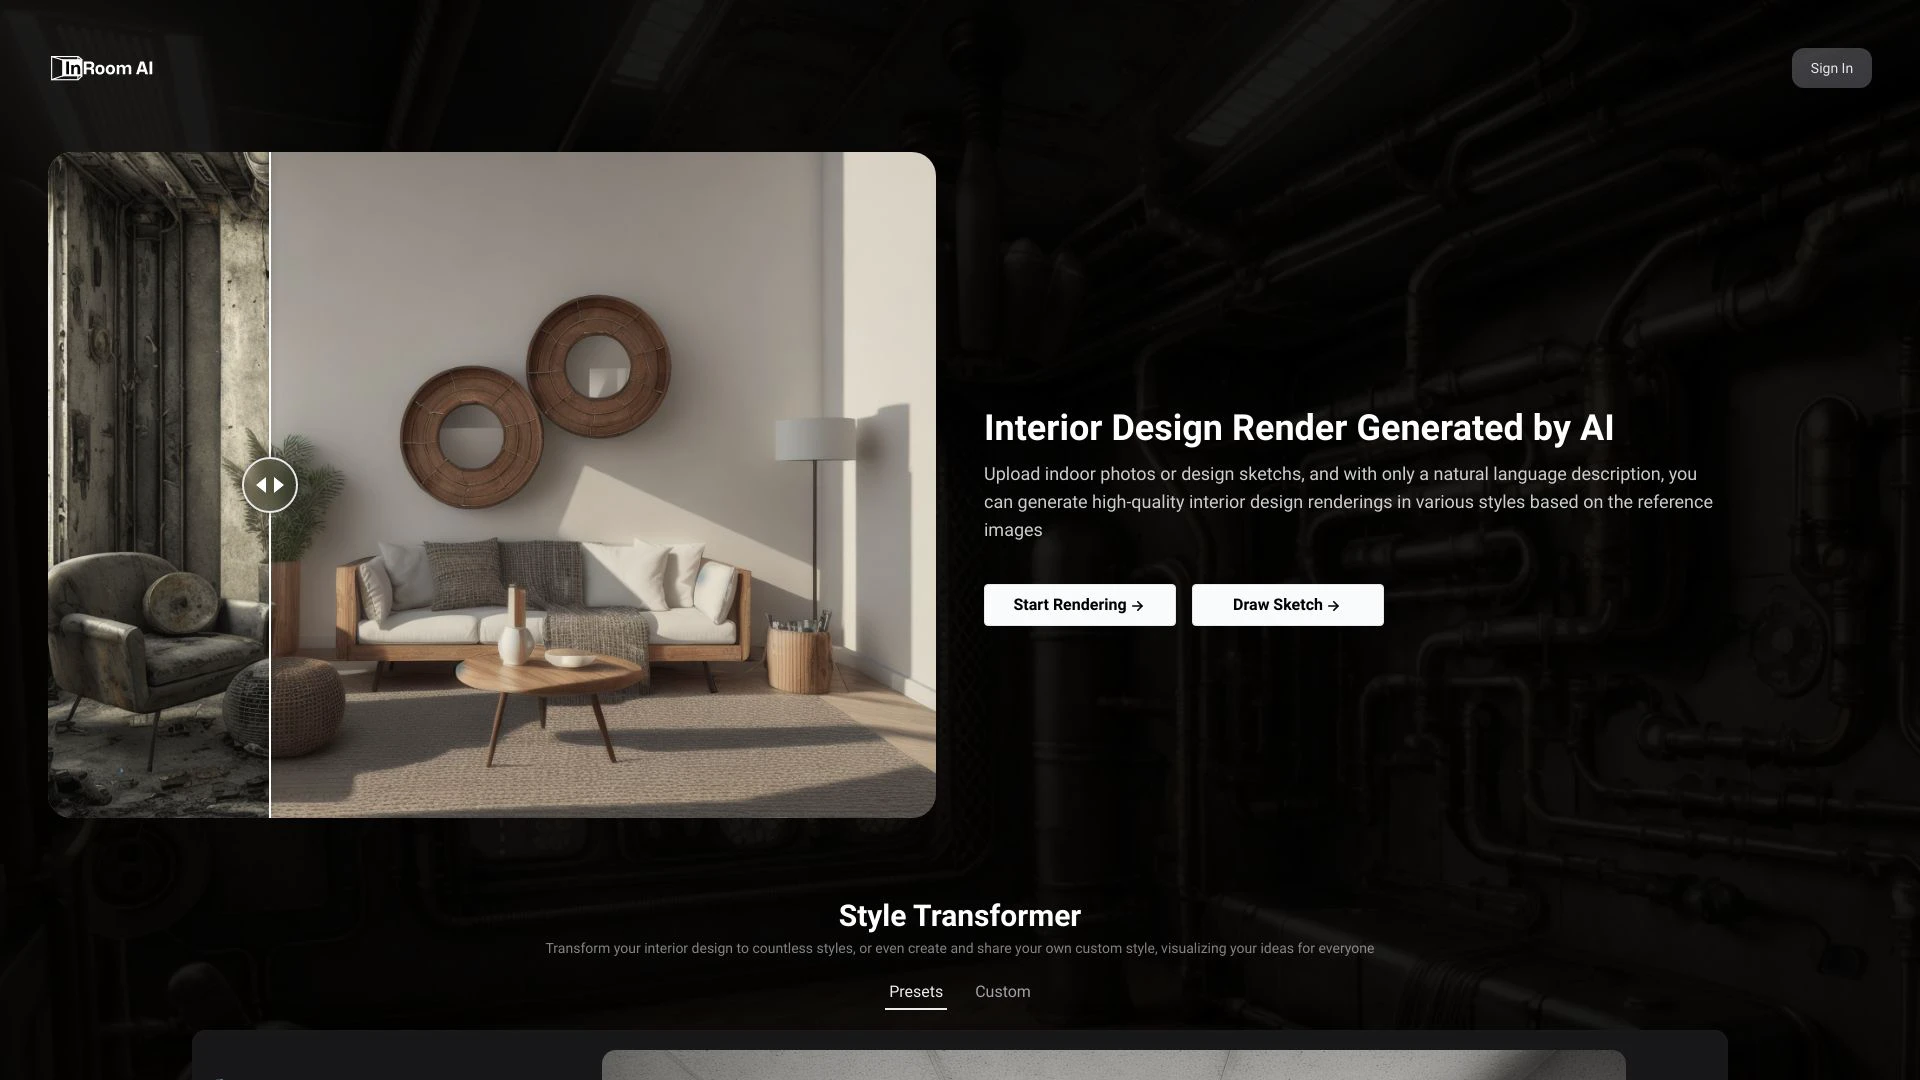 InRoom AI
Sign In
Interior Design Render Generated by AI
Upload indoor photos or design sketchs, and with only a natural language description, you
can generate high-quality interior design renderings in various styles based on the reference
images
Start Rendering →
Draw Sketch →
Style Transformer
Transform your interior design to countless styles, or even create and share your own custom style, visualizing your ideas for everyone
Presets
Custom